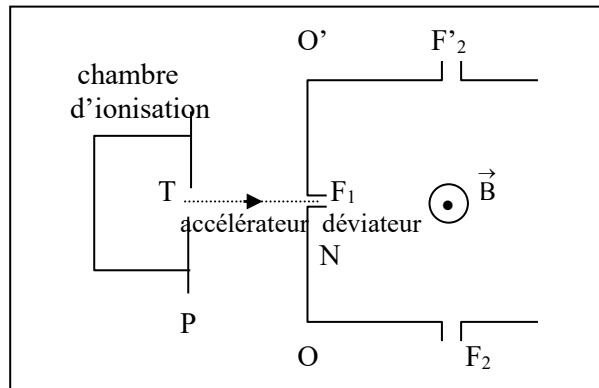 O’ F’2
chambre
d’ionisation
T F1 B
accélérateur déviateur
N
P
O F2